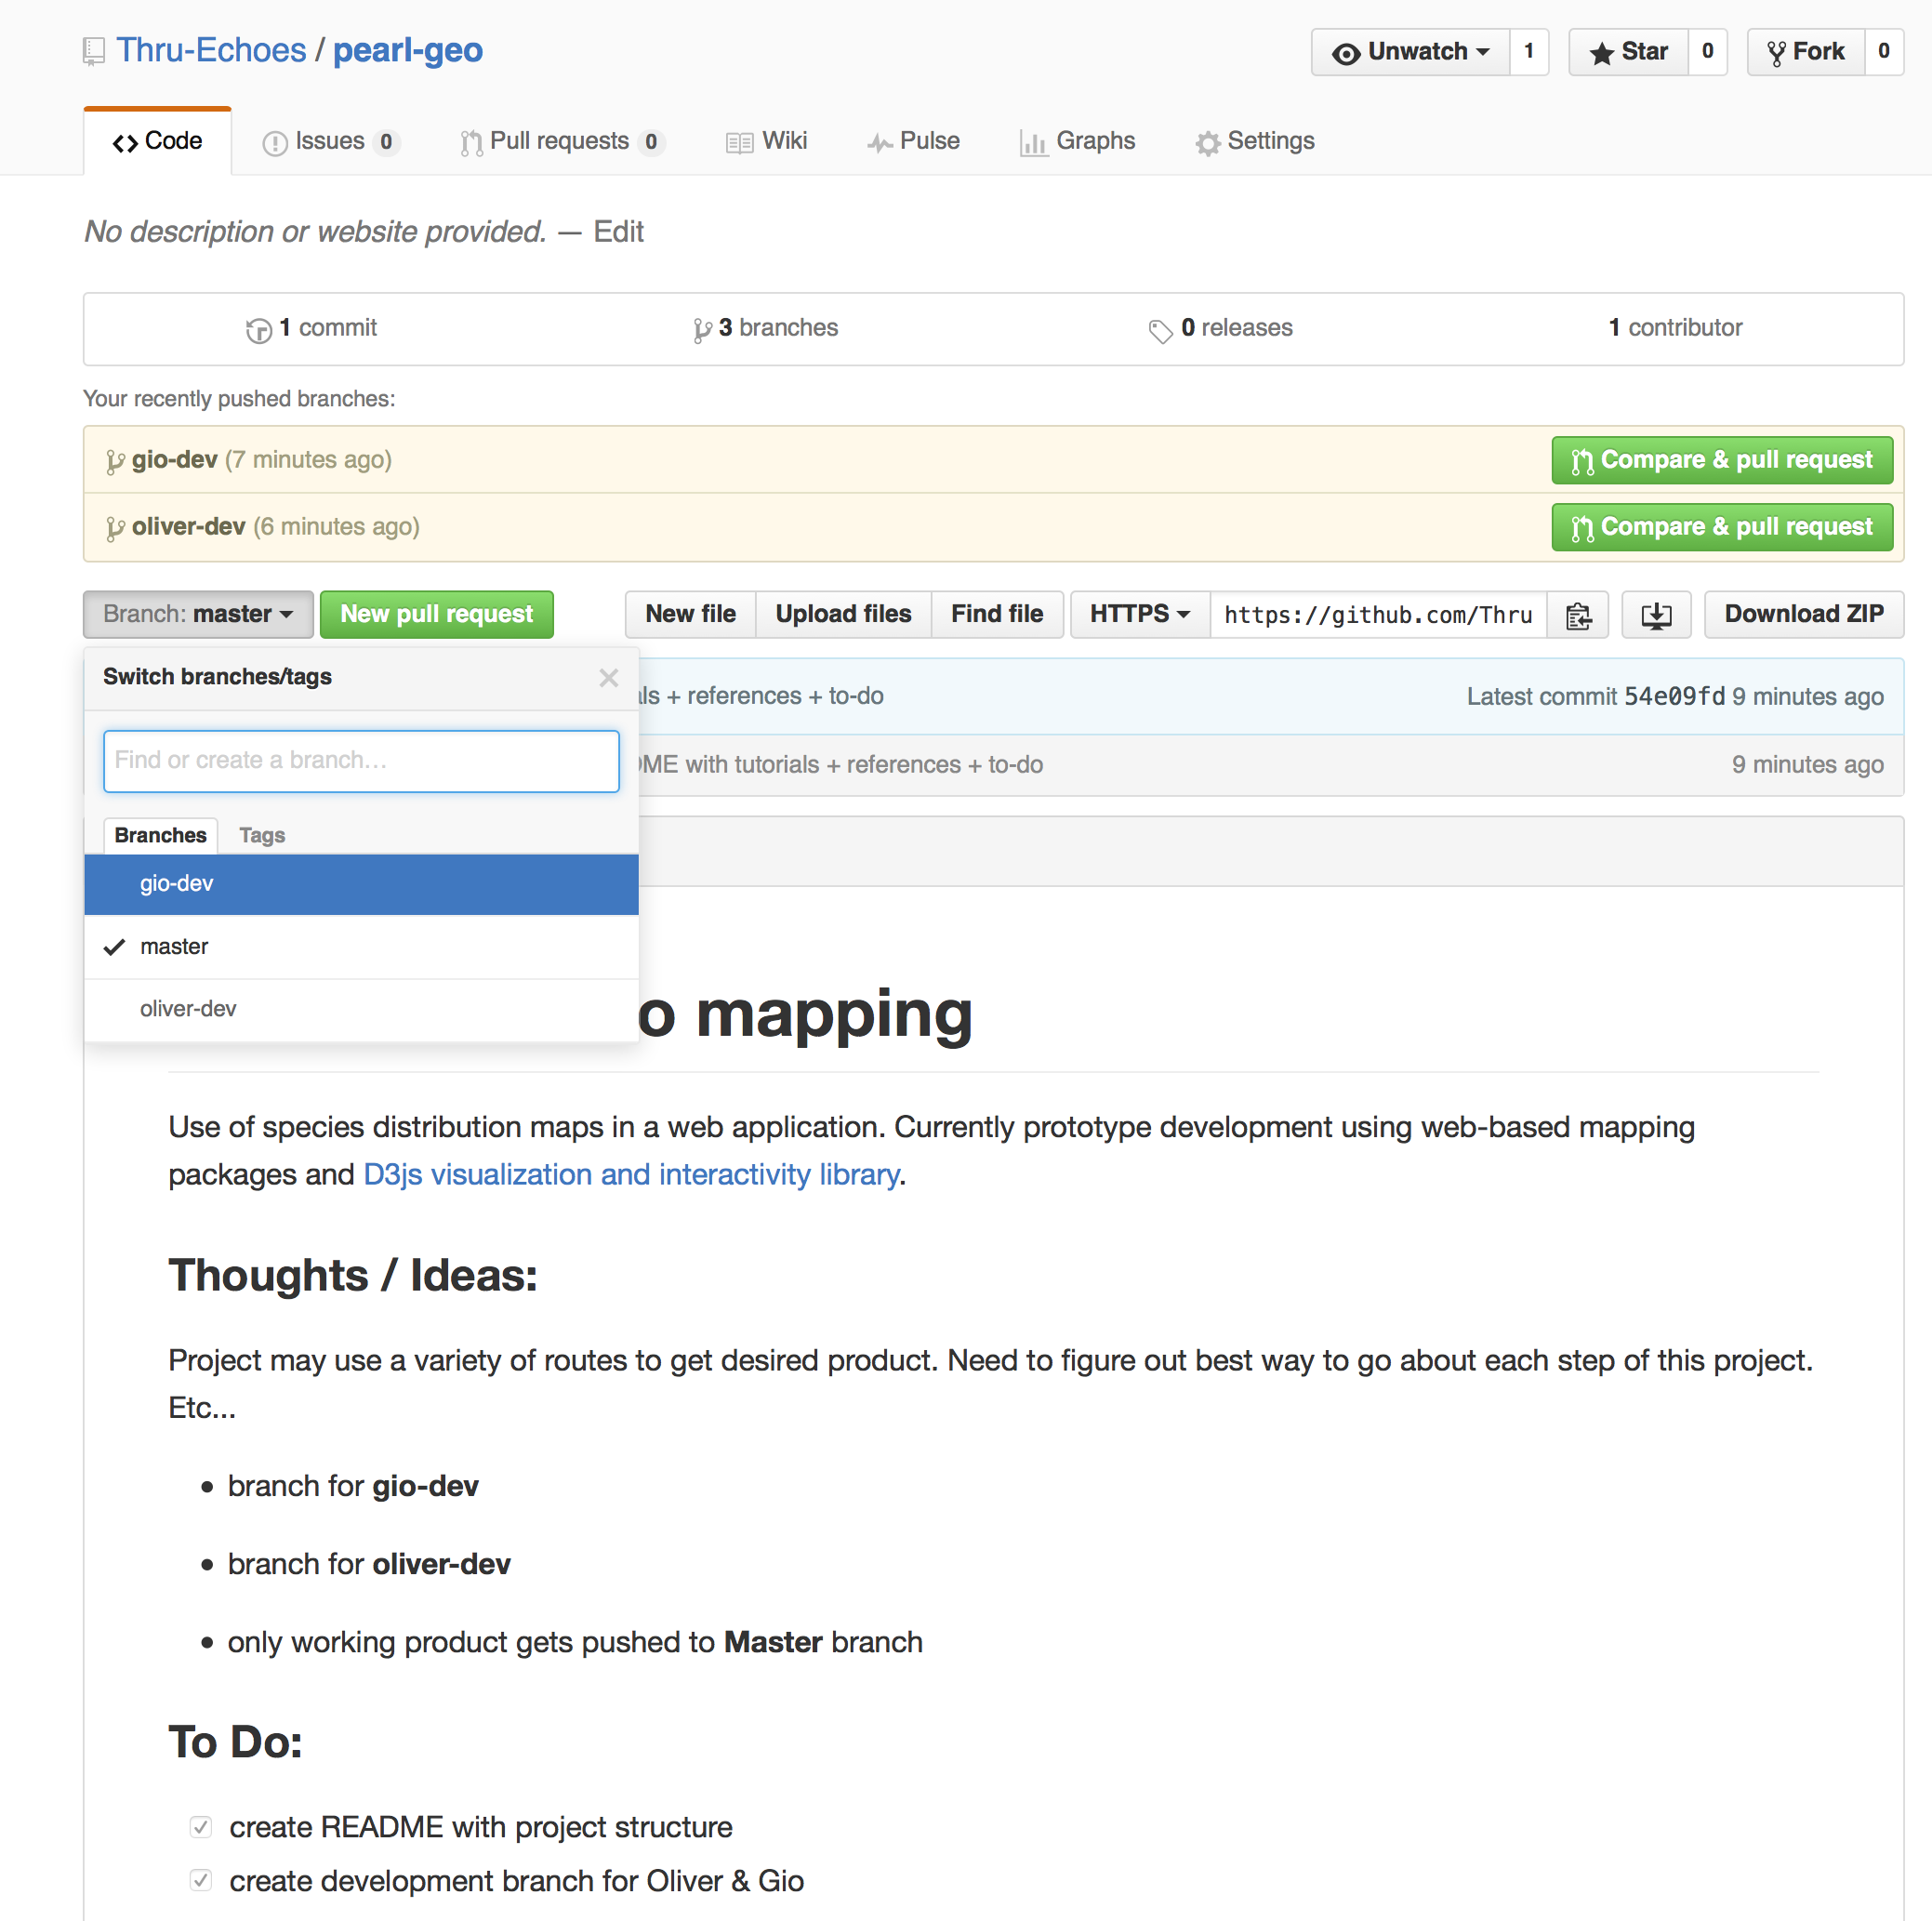 Thru-Echoes / pearl-geo
Unwatch 1 Star 0 Fork 0
Code Issues 0 Pull requests 0 Wiki Pulse Graphs Settings
No description or website provided. — Edit
1 commit 3 branches 0 releases 1 contributor
Your recently pushed branches:
gio-dev (7 minutes ago) Compare & pull request
oliver-dev (6 minutes ago) Compare & pull request
Branch: master New pull request New file Upload files Find file HTTPS https://github.com/Thru Download ZIP
Switch branches/tags
+ references + to-do Latest commit 54e09fd 9 minutes ago
Find or create a branch…
with tutorials + references + to-do 9 minutes ago
Branches Tags
gio-dev
master
oliver-dev
mapping
Use of species distribution maps in a web application. Currently prototype development using web-based mapping
packages and D3js visualization and interactivity library.
Thoughts / Ideas:
Project may use a variety of routes to get desired product. Need to figure out best way to go about each step of this project.
Etc...
• branch for gio-dev
• branch for oliver-dev
• only working product gets pushed to Master branch
To Do:
create README with project structure
create development branch for Oliver & Gio